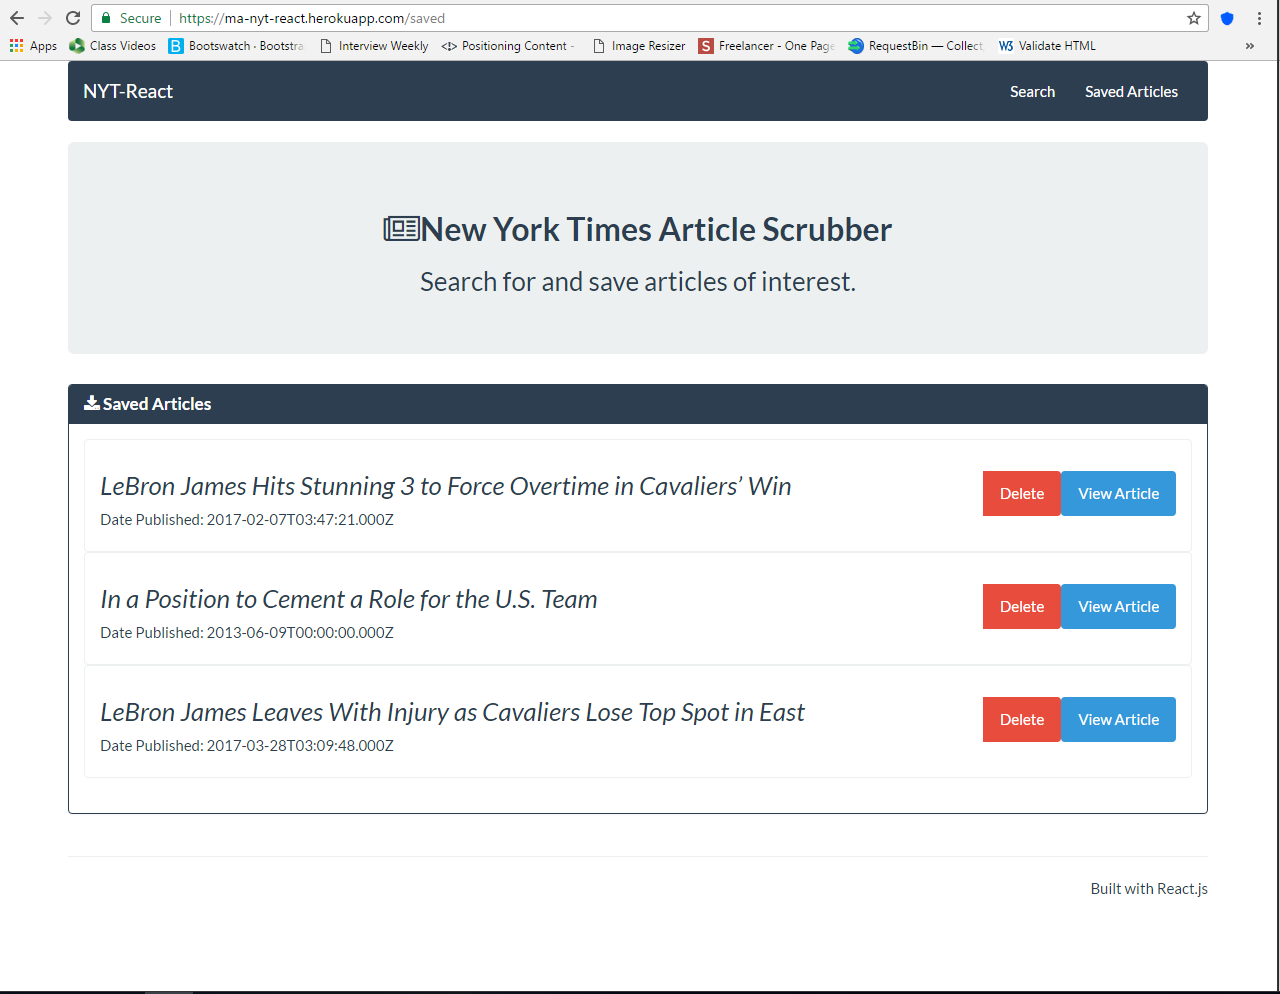 Secure https://ma-nyt-react.herokuapp.com/saved
Apps Class Videos Bootswatch · Bootstra Interview Weekly Positioning Content - Image Resizer S Freelancer - One Page RequestBin — Collect W3 Validate HTML »
NYT-React Search Saved Articles
New York Times Article Scrubber
Search for and save articles of interest.
Saved Articles
LeBron James Hits Stunning 3 to Force Overtime in Cavaliers’ Win
Date Published: 2017-02-07T03:47:21.000Z
Delete View Article
In a Position to Cement a Role for the U.S. Team
Date Published: 2013-06-09T00:00:00.000Z
Delete View Article
LeBron James Leaves With Injury as Cavaliers Lose Top Spot in East
Date Published: 2017-03-28T03:09:48.000Z
Delete View Article
Built with React.js